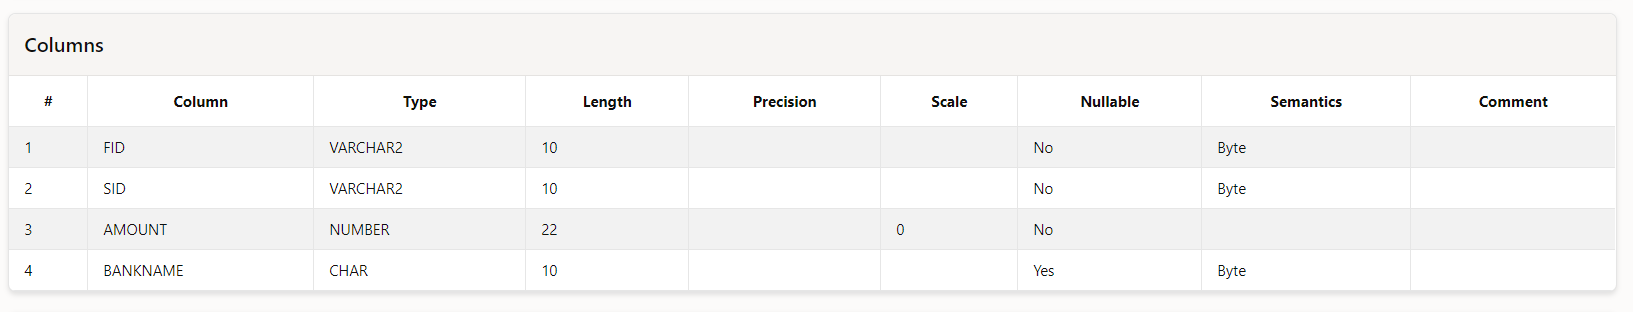 Columns
# Column Type Length Precision Scale Nullable Semantics Comment
1 FID VARCHAR2 10 No Byte
2 SID VARCHAR2 10 No Byte
3 AMOUNT NUMBER 22 0 No
4 BANKNAME CHAR 10 Yes Byte